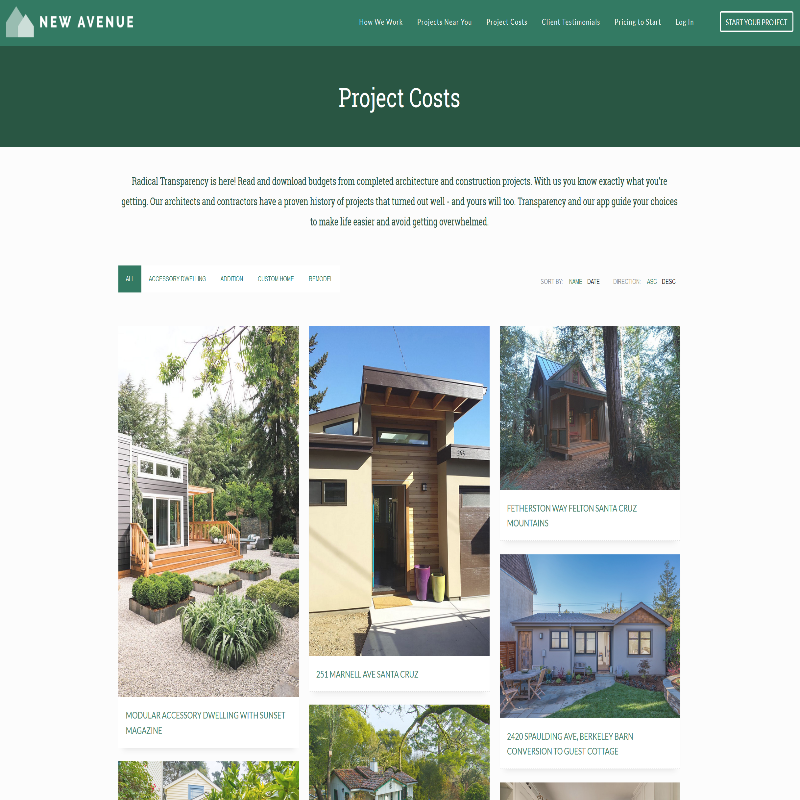 NEW AVENUE
How We Work Projects Near You Project Costs Client Testimonials Pricing to Start Log In START YOUR PROJECT
Project Costs
Radical Transparency is here! Read and download budgets from completed architecture and construction projects. With us you know exactly what you're
getting. Our architects and contractors have a proven history of projects that turned out well - and yours will too. Transparency and our app guide your choices
to make life easier and avoid getting overwhelmed.
ALL ACCESSORY DWELLING ADDITION CUSTOM HOME REMODEL
SORT BY: NAME DATE DIRECTION: ASC DESC
FETHERSTON WAY FELTON SANTA CRUZ
MOUNTAINS
251 MARNELL AVE SANTA CRUZ
MODULAR ACCESSORY DWELLING WITH SUNSET
MAGAZINE
2420 SPAULDING AVE, BERKELEY BARN
CONVERSION TO GUEST COTTAGE